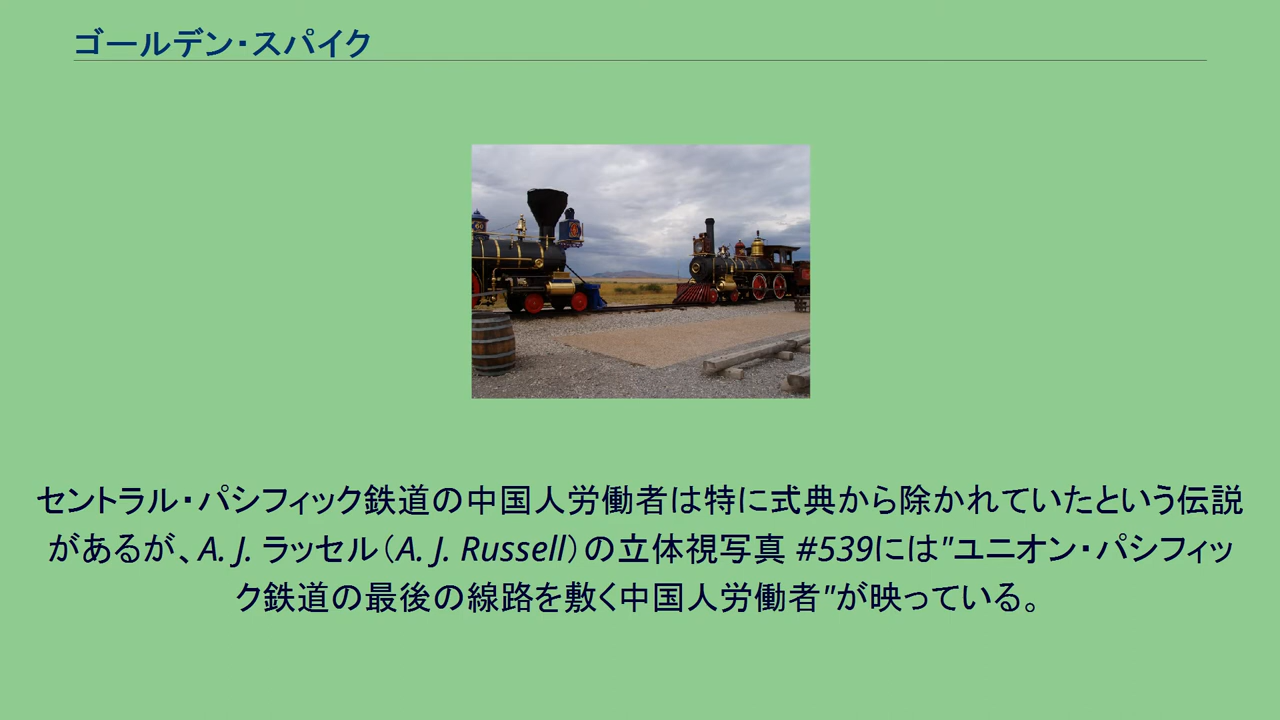 ゴールデン・スパイク
セントラル・パシフィック鉄道の中国人労働者は特に式典から除かれていたという伝説
があるが、A. J. ラッセル（A. J. Russell）の立体視写真 #539には"ユニオン・パシフィッ
ク鉄道の最後の線路を敷く中国人労働者"が映っている。